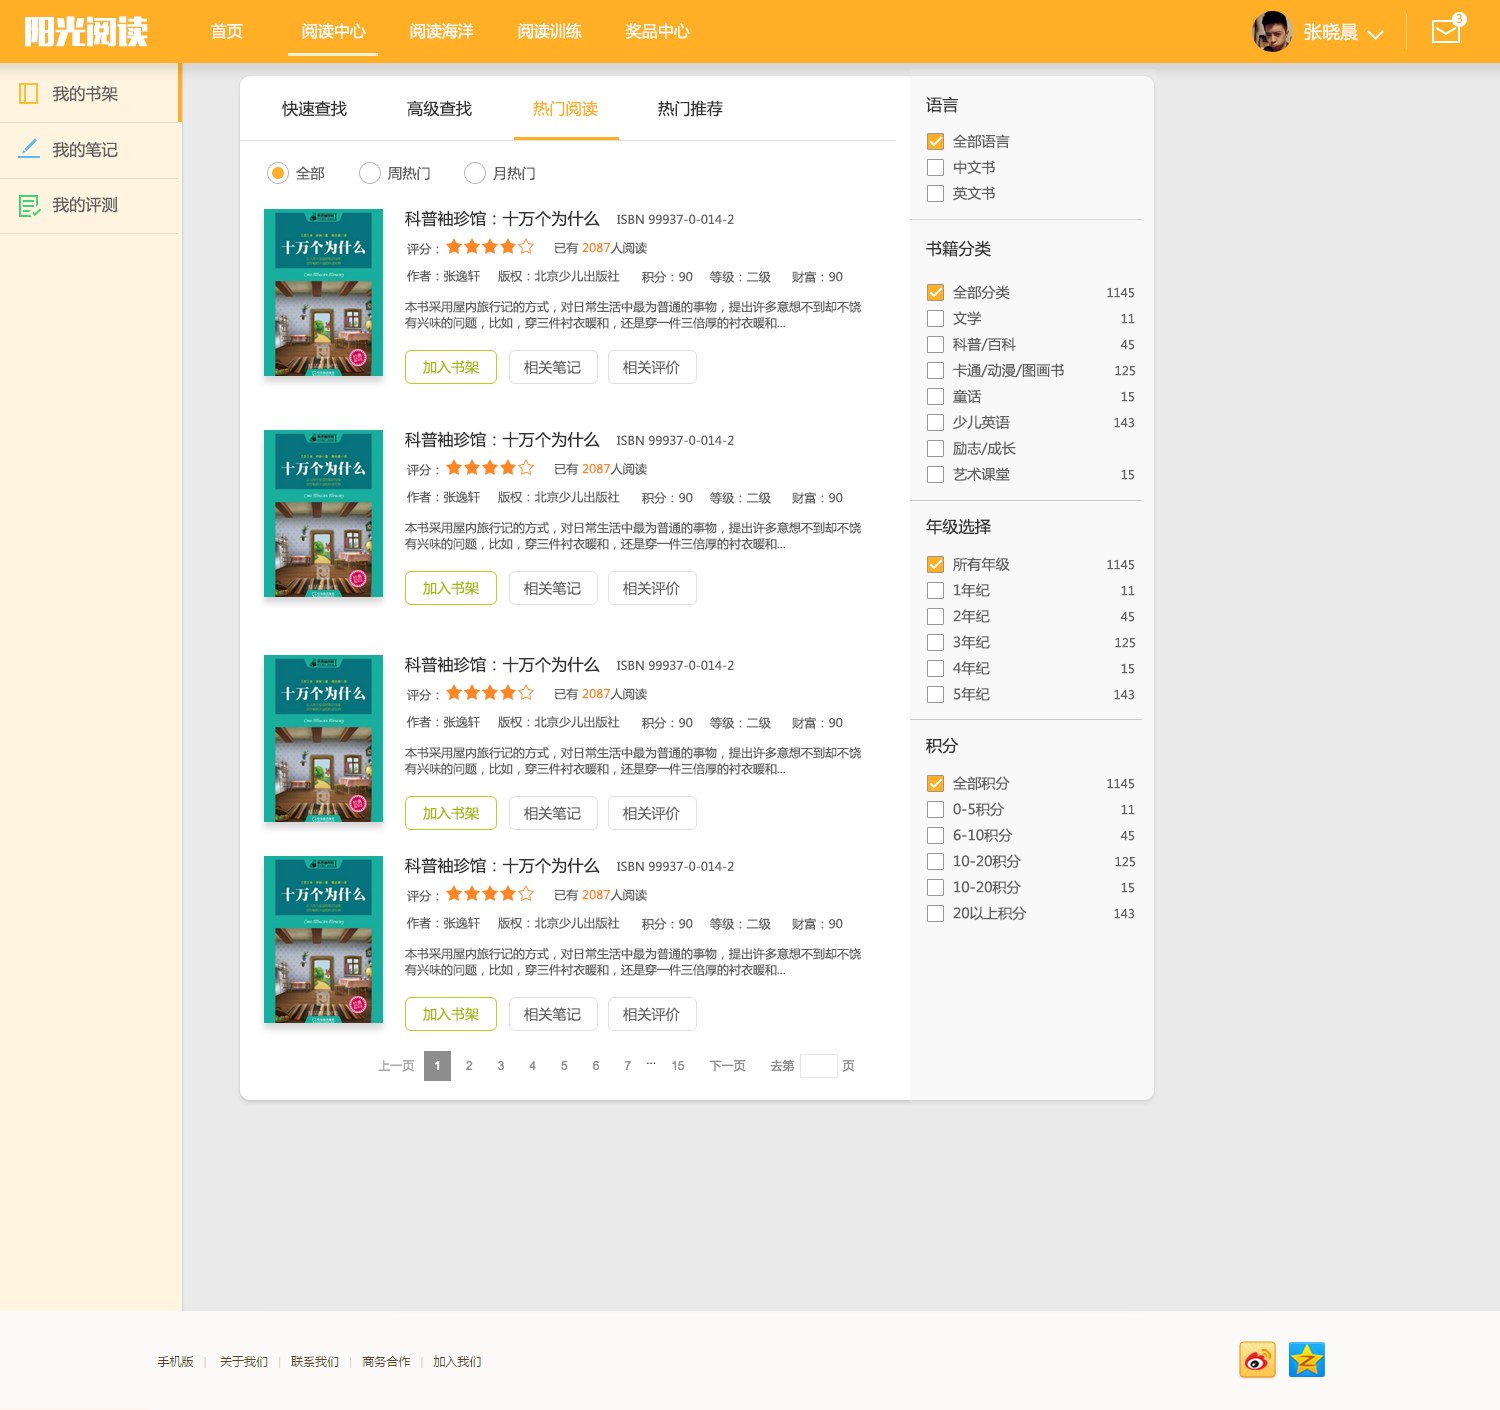 阳光阅读 首页 阅读中心 阅读海洋 阅读训练 奖品中心 张晓晨 3
我的书架
我的笔记
我的评测
快速查找 高级查找 热门阅读 热门推荐
全部 周热门 月热门
十万个为什么
科普袖珍馆：十万个为什么 ISBN 99937-0-014-2
评分： 已有 2087人阅读
作者：张逸轩 版权：北京少儿出版社 积分：90 等级：二级 财富：90
本书采用屋内旅行记的方式，对日常生活中最为普通的事物，提出许多意想不到却不饶
有兴味的问题，比如，穿三件衬衣暖和，还是穿一件三倍厚的衬衣暖和...
加入书架 相关笔记 相关评价
十万个为什么
科普袖珍馆：十万个为什么 ISBN 99937-0-014-2
评分： 已有 2087人阅读
作者：张逸轩 版权：北京少儿出版社 积分：90 等级：二级 财富：90
本书采用屋内旅行记的方式，对日常生活中最为普通的事物，提出许多意想不到却不饶
有兴味的问题，比如，穿三件衬衣暖和，还是穿一件三倍厚的衬衣暖和...
加入书架 相关笔记 相关评价
十万个为什么
科普袖珍馆：十万个为什么 ISBN 99937-0-014-2
评分： 已有 2087人阅读
作者：张逸轩 版权：北京少儿出版社 积分：90 等级：二级 财富：90
本书采用屋内旅行记的方式，对日常生活中最为普通的事物，提出许多意想不到却不饶
有兴味的问题，比如，穿三件衬衣暖和，还是穿一件三倍厚的衬衣暖和...
加入书架 相关笔记 相关评价
十万个为什么
科普袖珍馆：十万个为什么 ISBN 99937-0-014-2
评分： 已有 2087人阅读
作者：张逸轩 版权：北京少儿出版社 积分：90 等级：二级 财富：90
本书采用屋内旅行记的方式，对日常生活中最为普通的事物，提出许多意想不到却不饶
有兴味的问题，比如，穿三件衬衣暖和，还是穿一件三倍厚的衬衣暖和...
加入书架 相关笔记 相关评价
上一页 1 2 3 4 5 6 7 ... 15 下一页 去第 页
语言
全部语言
中文书
英文书
书籍分类
全部分类 1145
文学 11
科普/百科 45
卡通/动漫/图画书 125
童话 15
少儿英语 143
励志/成长
艺术课堂 15
年级选择
所有年级 1145
1年纪 11
2年纪 45
3年纪 125
4年纪 15
5年纪 143
积分
全部积分 1145
0-5积分 11
6-10积分 45
10-20积分 125
10-20积分 15
20以上积分 143
手机版 | 关于我们 | 联系我们 | 商务合作 | 加入我们